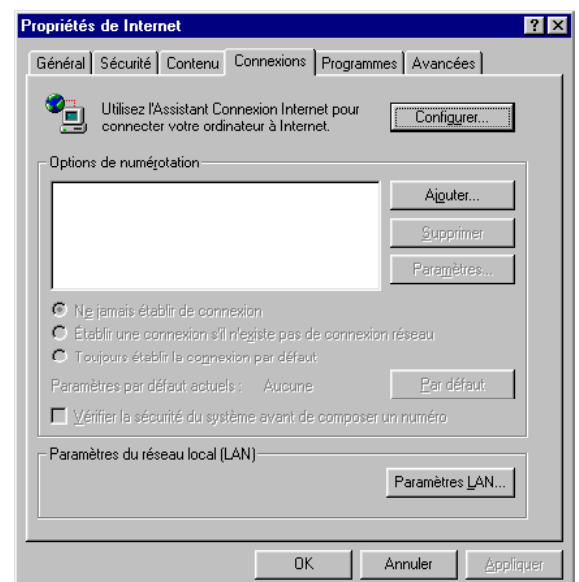 Propriétés de Internet
Général Sécurité Contenu Connexions Programmes Avancées
Utilisez l'Assistant Connexion Internet pour
connecter votre ordinateur à Internet.
Configurer...
Options de numérotation
Ajouter...
Supprimer
Paramètres...
Ne jamais établir de connexion
Établir une connexion s'il n'existe pas de connexion réseau
Toujours établir la connexion par défaut
Paramètres par défaut actuels : Aucune Par défaut
Vérifier la sécurité du système avant de composer un numéro
Paramètres du réseau local (LAN)
Paramètres LAN...
OK Annuler Appliquer